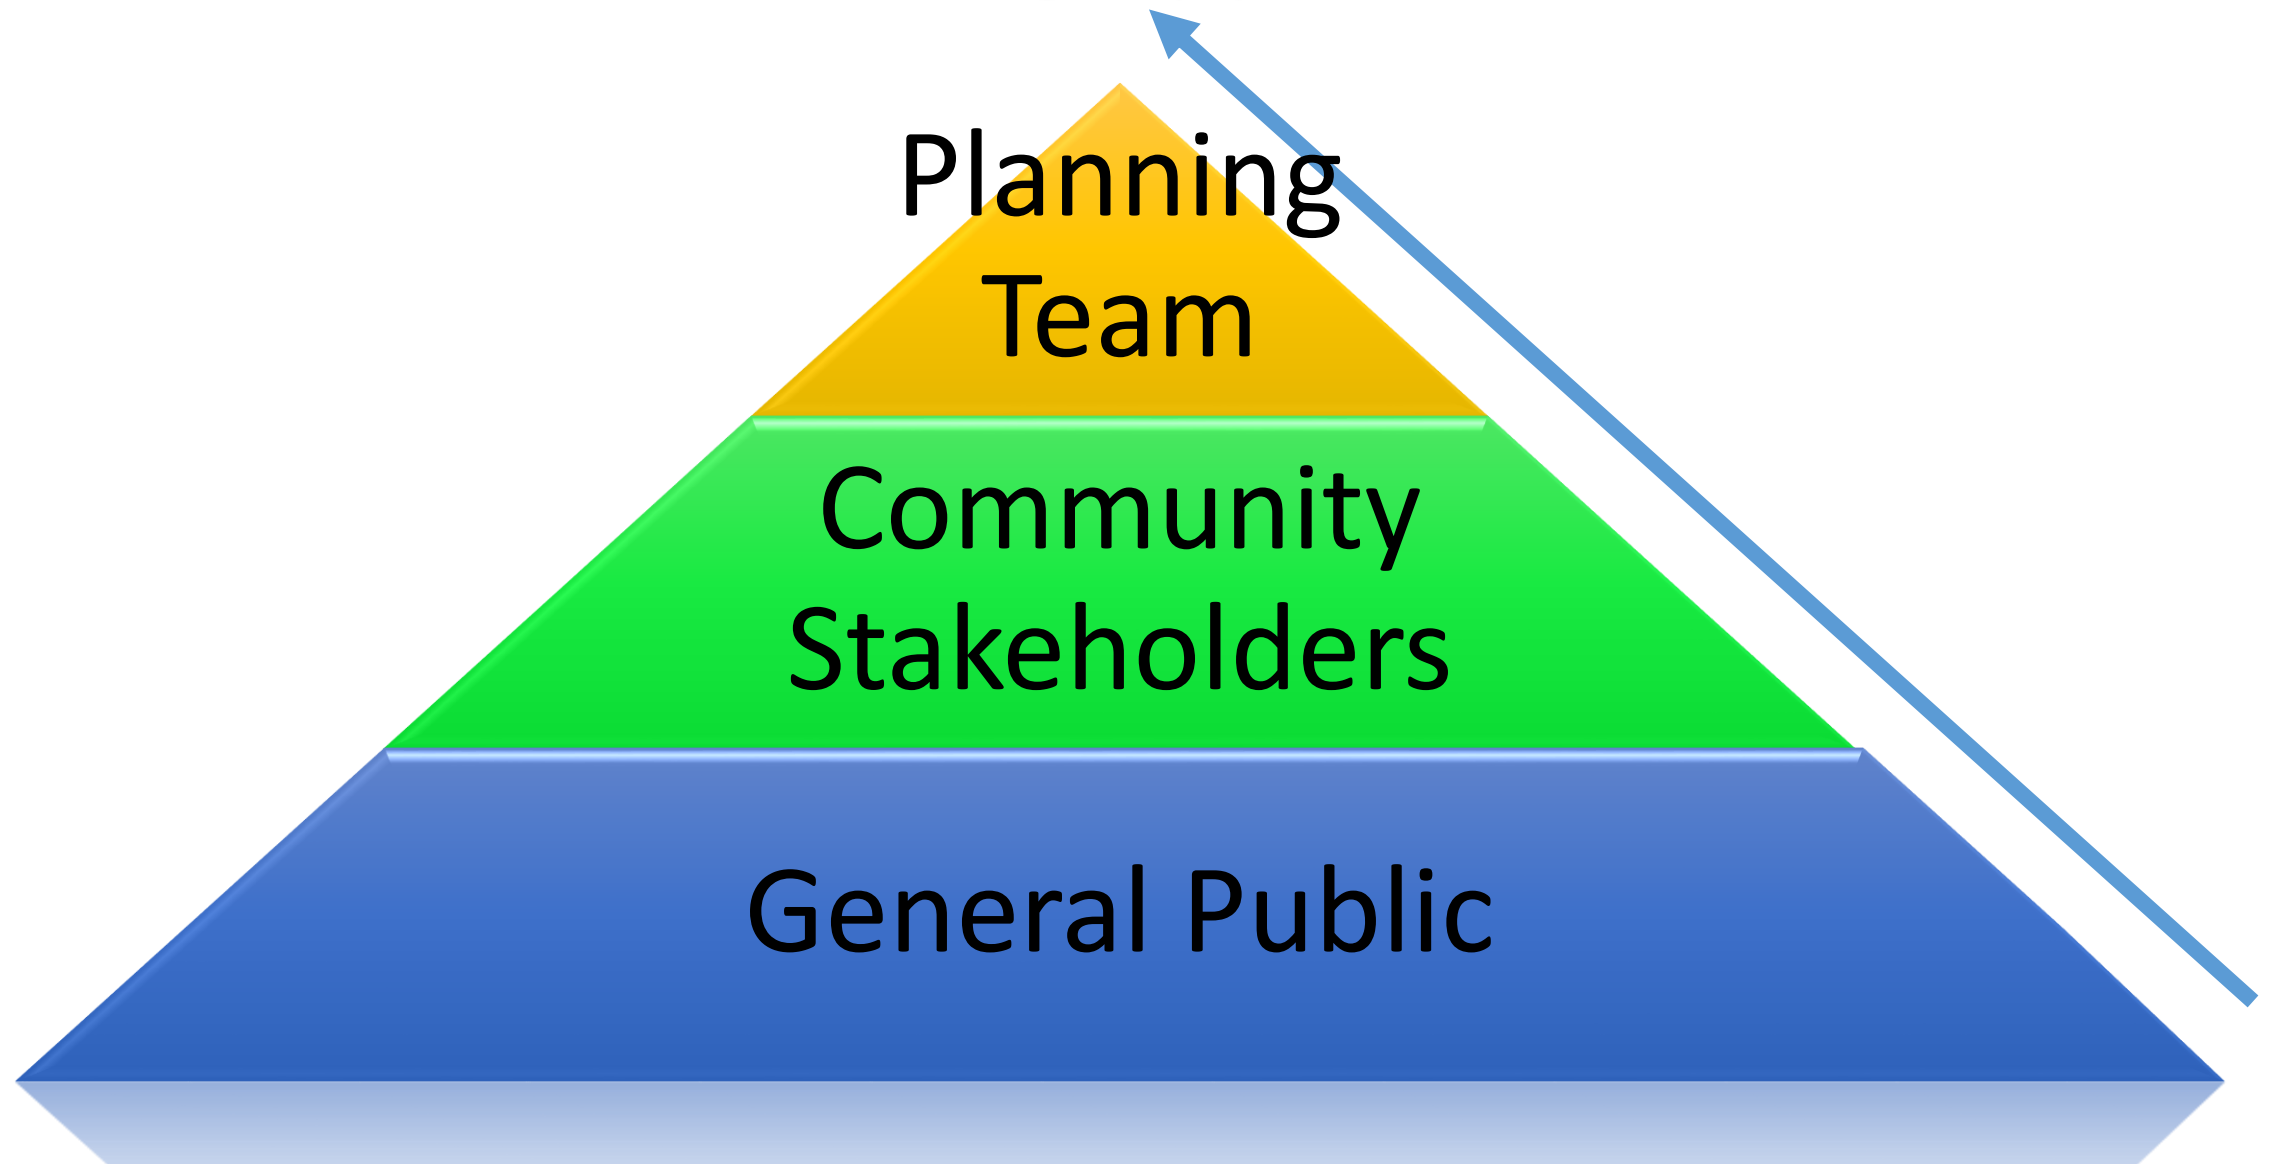 Planning
Team
Community
Stakeholders
General Public